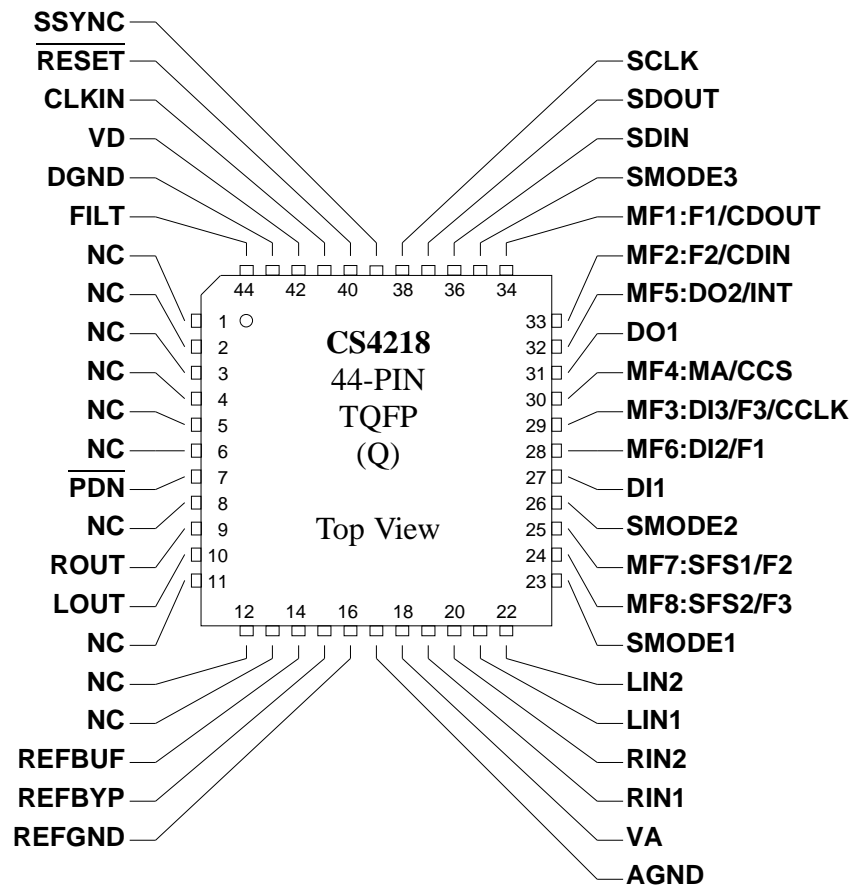 SSYNC
RESET
CLKIN
VD
DGND
FILT
NC
NC
NC
NC
NC
NC
PDN
NC
ROUT
LOUT
NC
NC
NC
REFBUF
REFBYP
REFGND
44 42 40 38 36 34
1
2
3
4
5
6
7
8
9
10
11
CS4218
44-PIN
TQFP
(Q)
Top View
33
32
31
30
29
28
27
26
25
24
23
12 14 16 18 20 22
SCLK
SDOUT
SDIN
SMODE3
MF1:F1/CDOUT
MF2:F2/CDIN
MF5:DO2/INT
DO1
MF4:MA/CCS
MF3:DI3/F3/CCLK
MF6:DI2/F1
DI1
SMODE2
MF7:SFS1/F2
MF8:SFS2/F3
SMODE1
LIN2
LIN1
RIN2
RIN1
VA
AGND